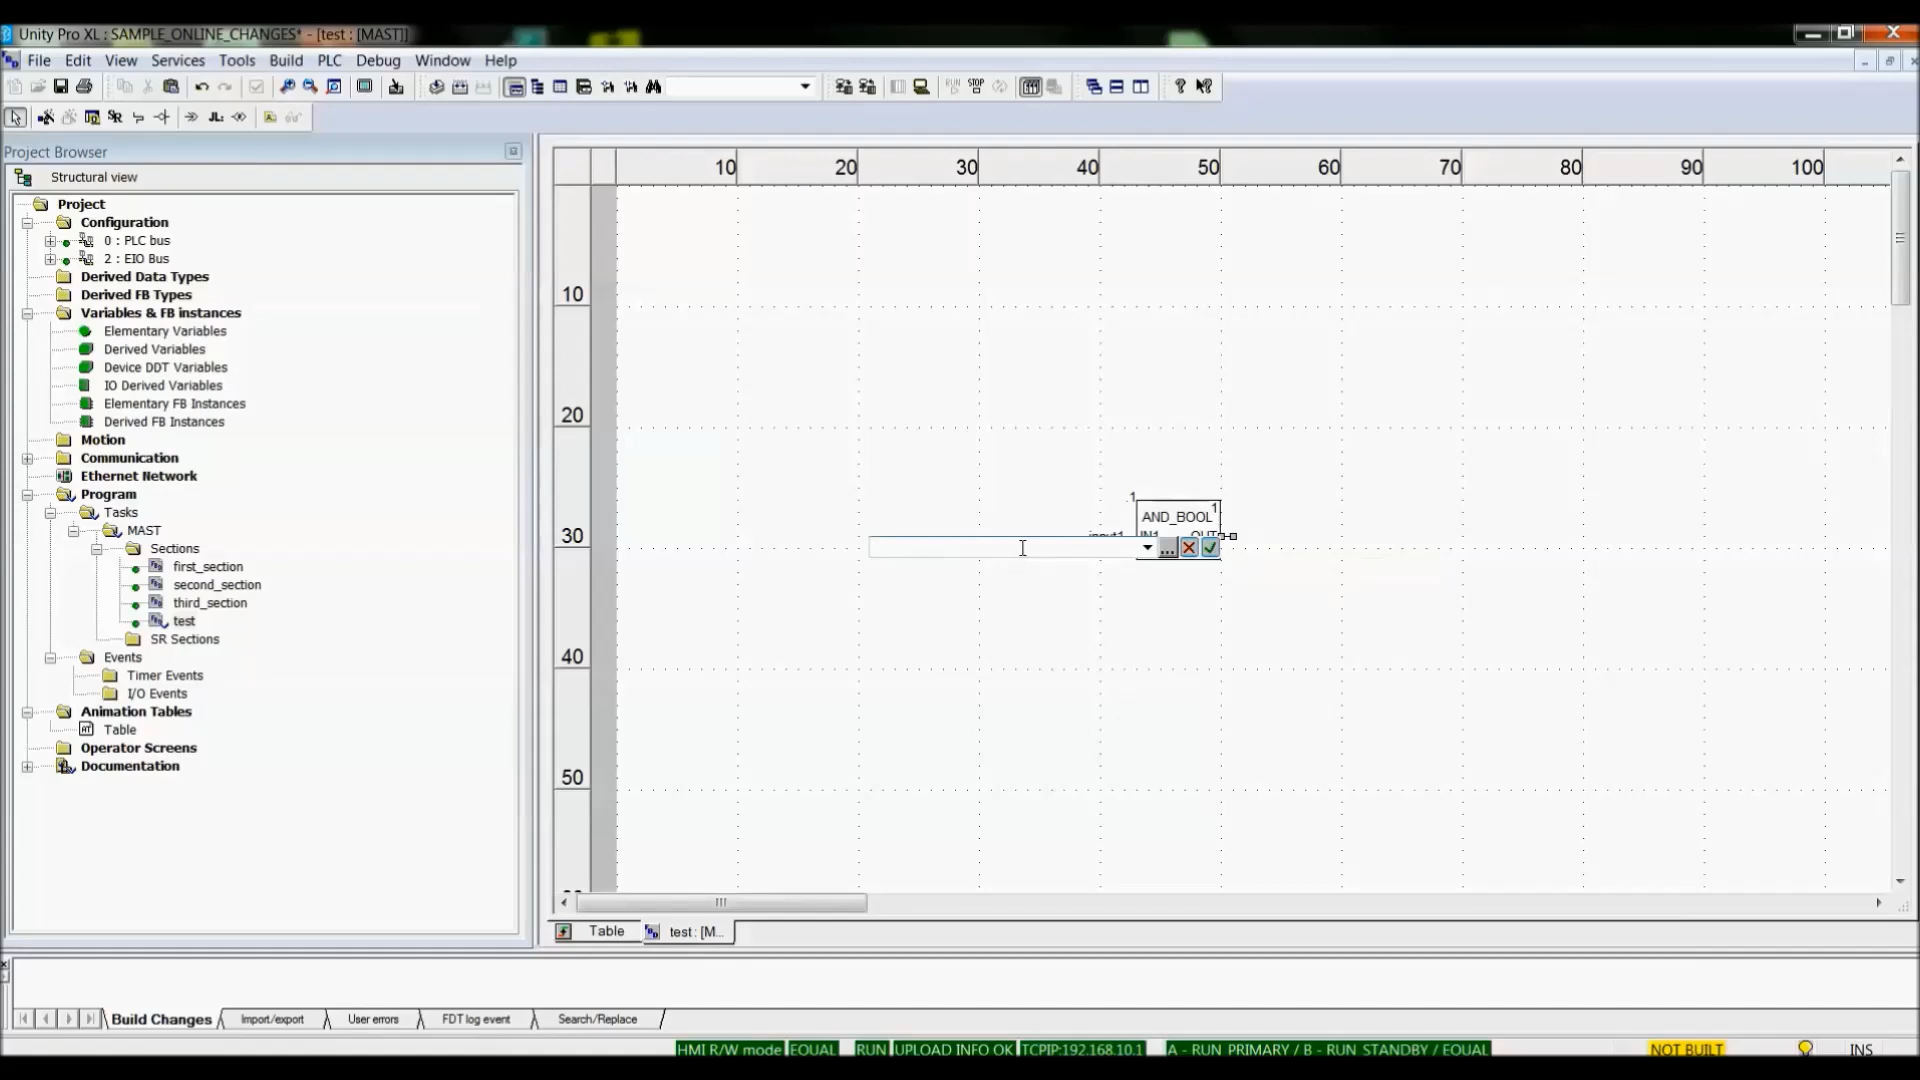 Unity Pro XL : SAMPLE_ONLINE_CHANGES* - [test : [MAST]]
File Edit View Services Tools Build PLC Debug Window Help
RUN STOP
SR
Project Browser
Structural view
Project
Configuration
0 : PLC bus
2 : EIO Bus
Derived Data Types
Derived FB Types
Variables & FB instances
Elementary Variables
Derived Variables
Device DDT Variables
IO Derived Variables
Elementary FB Instances
Derived FB Instances
Motion
Communication
Ethernet Network
Program
Tasks
MAST
Sections
first_section
second_section
third_section
test
SR Sections
Events
Timer Events
I/O Events
Animation Tables
Table
Operator Screens
Documentation
10 20 30 40 50 60 70 80 90 100
10
20
30
40
50
1
AND_BOOL 1
input1 IN1 OUT
...
Table test : [M...
Build Changes Import/export User errors FDT log event Search/Replace
HMI R/W mode EQUAL RUN UPLOAD INFO OK TCPIP:192.168.10.1 A - RUN PRIMARY / B - RUN STANDBY / EQUAL NOT BUILT INS